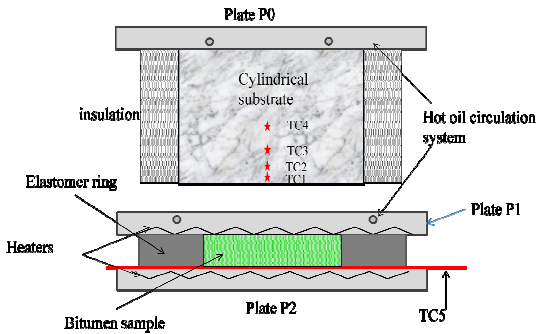 Plate P0
Cylindrical
substrate
insulation
TC4
TC3
TC2
TC1
Hot oil circulation
system
Elastomer ring
Plate P1
Heaters
Plate P2
TC5
Bitumen sample